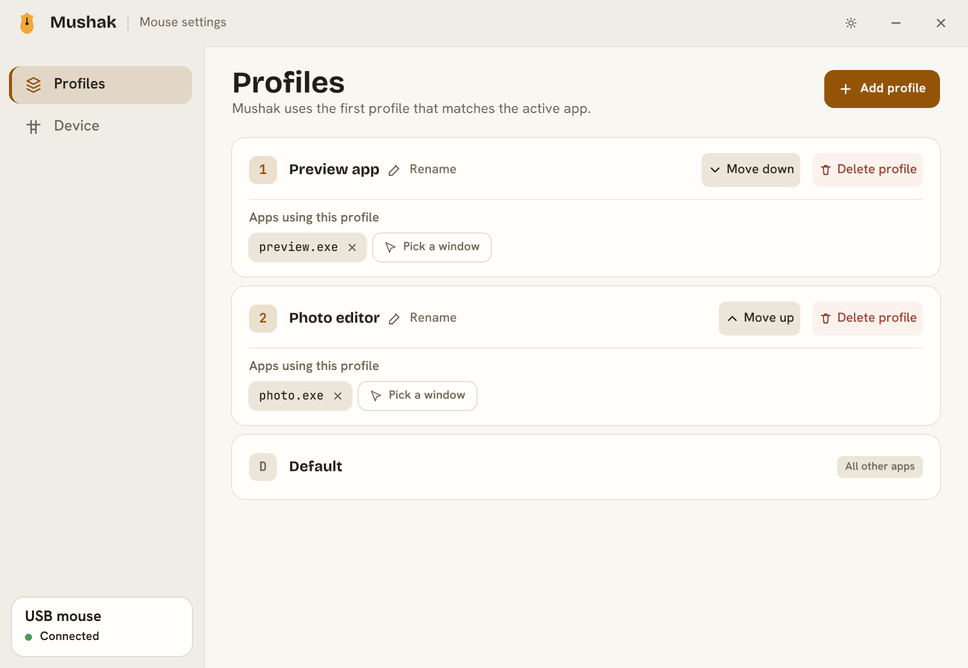 Mushak
Mouse settings
Profiles
Device
Profiles
Mushak uses the first profile that matches the active app.
Add profile
1
Preview app
Rename
Move down
Delete profile
Apps using this profile
preview.exe
Pick a window
2
Photo editor
Rename
Move up
Delete profile
Apps using this profile
photo.exe
Pick a window
D
Default
All other apps
USB mouse
Connected